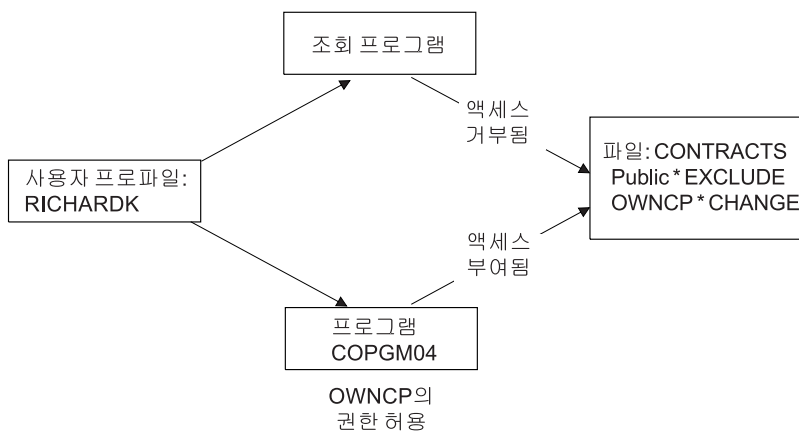 조회 프로그램
액세스
거부됨
파일: CONTRACTS
Public * EXCLUDE
OWNCP * CHANGE
사용자 프로파일:
RICHARDK
액세스
부여됨
프로그램
COPGM04
OWNCP의
권한 허용